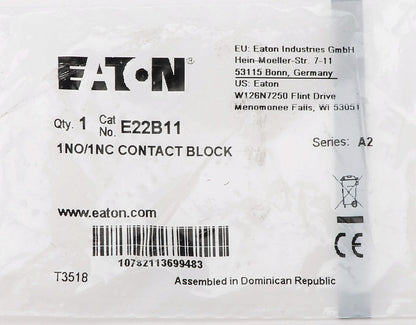 EATON
EU: Eaton Industries GmbH
Hein-Moeller-Str. 7-11
53115 Bonn, Germany
US: Eaton
W126N7250 Flint Drive
Menomonee Falls, WI 53051
Qty. 1 Cat No. E22B11
1NO/1NC CONTACT BLOCK
Series: A2
www.eaton.com
CE
10782113699483
T3518
Assembled in Dominican Republic